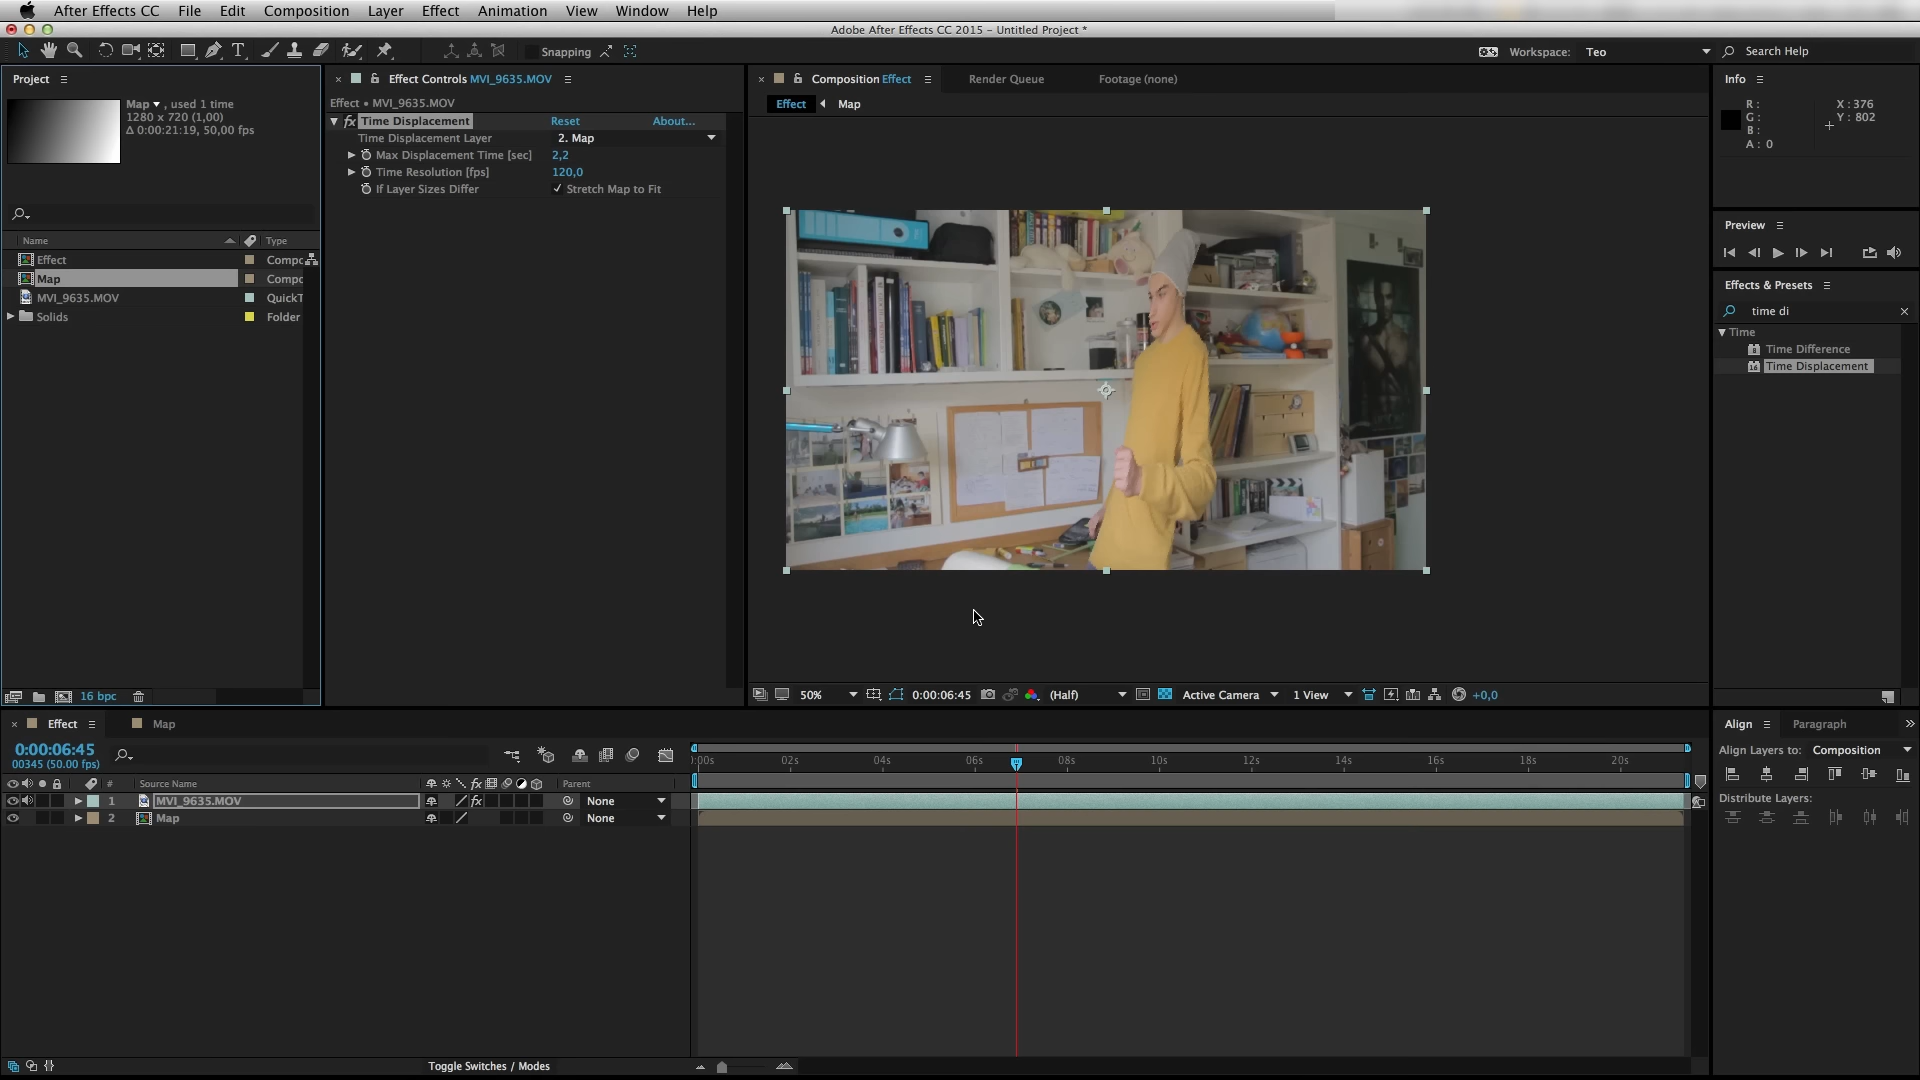 After Effects CC File Edit Composition Layer Effect Animation View Window Help
Adobe After Effects CC 2015 – Untitled Project *
Snapping
Workspace: Teo
Search Help
Project
Map , used 1 time
1280 x 720 (1,00)
Δ 0:00:21:19, 50,00 fps
Name Type
Effect Compc
Map Compc
MVI_9635.MOV QuickT
Solids Folder
16 bpc
Effect Controls MVI_9635.MOV
Effect • MVI_9635.MOV
fx Time Displacement Reset About...
Time Displacement Layer 2. Map
Max Displacement Time [sec] 2,2
Time Resolution [fps] 120,0
If Layer Sizes Differ Stretch Map to Fit
Composition Effect Render Queue Footage (none)
Effect Map
50% 0:00:06:45 (Half) Active Camera 1 View +0,0
Info
R : X : 376
G : Y : 802
B :
A : 0
Preview
Effects & Presets
time di
Time
Time Difference
Time Displacement
Effect Map
0:00:06:45
00345 (50.00 fps)
# Source Name fx Parent
1 MVI_9635.MOV fx None
2 Map None
):00s 02s 04s 06s 08s 10s 12s 14s 16s 18s 20s
Toggle Switches / Modes
Align Paragraph
Align Layers to: Composition
Distribute Layers: